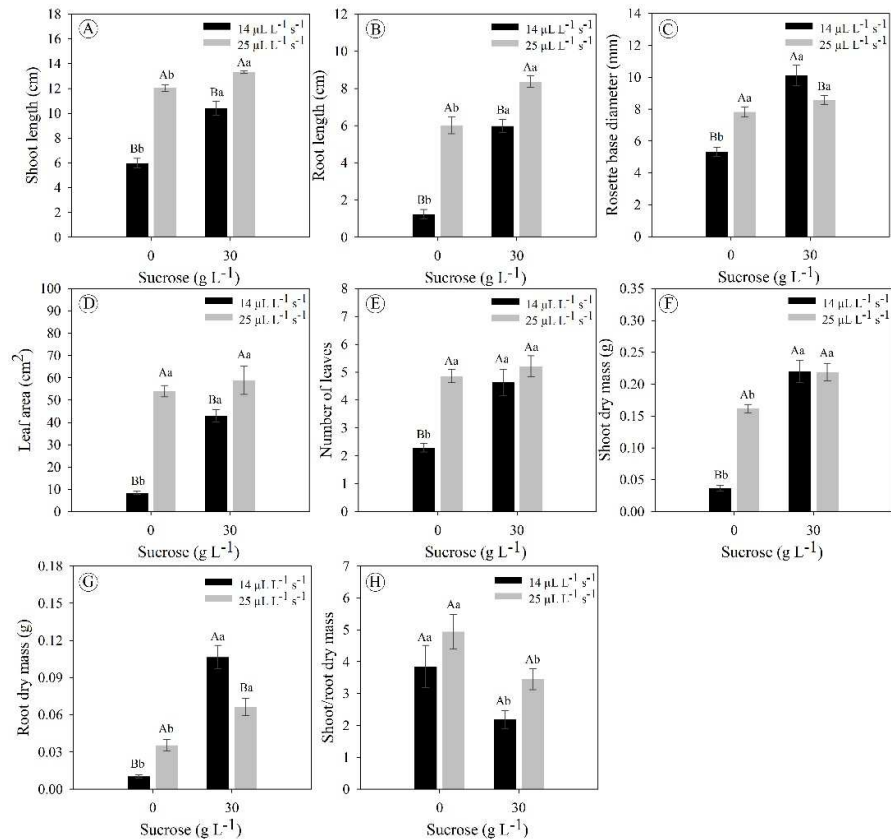 A
14 µL L-1 s-1
25 µL L-1 s-1
Shoot length (cm)
18
16
14
12
10
8
6
4
2
0
Bb
Ab
Ba
Aa
0
30
Sucrose (g L-1)
B
14 µL L-1 s-1
25 µL L-1 s-1
Root length (cm)
12
10
8
6
4
2
0
Bb
Ab
Ba
Aa
0
30
Sucrose (g L-1)
C
14 µL L-1 s-1
25 µL L-1 s-1
Rosette base diameter (mm)
14
12
10
8
6
4
2
0
Bb
Aa
Aa
Ba
0
30
Sucrose (g L-1)
D
14 µL L-1 s-1
25 µL L-1 s-1
Leaf area (cm2)
100
90
80
70
60
50
40
30
20
10
0
Bb
Aa
Ba
Aa
0
30
Sucrose (g L-1)
E
14 µL L-1 s-1
25 µL L-1 s-1
Number of leaves
8
7
6
5
4
3
2
1
0
Bb
Aa
Aa
Aa
0
30
Sucrose (g L-1)
F
14 µL L-1 s-1
25 µL L-1 s-1
Shoot dry mass (g)
0.35
0.30
0.25
0.20
0.15
0.10
0.05
0.00
Bb
Ab
Aa
Aa
0
30
Sucrose (g L-1)
G
14 µL L-1 s-1
25 µL L-1 s-1
Root dry mass (g)
0.18
0.15
0.12
0.09
0.06
0.03
0.00
Bb
Ab
Aa
Ba
0
30
Sucrose (g L-1)
H
14 µL L-1 s-1
25 µL L-1 s-1
Shoot/root dry mass
7
6
5
4
3
2
1
0
Aa
Aa
Ab
Ab
0
30
Sucrose (g L-1)